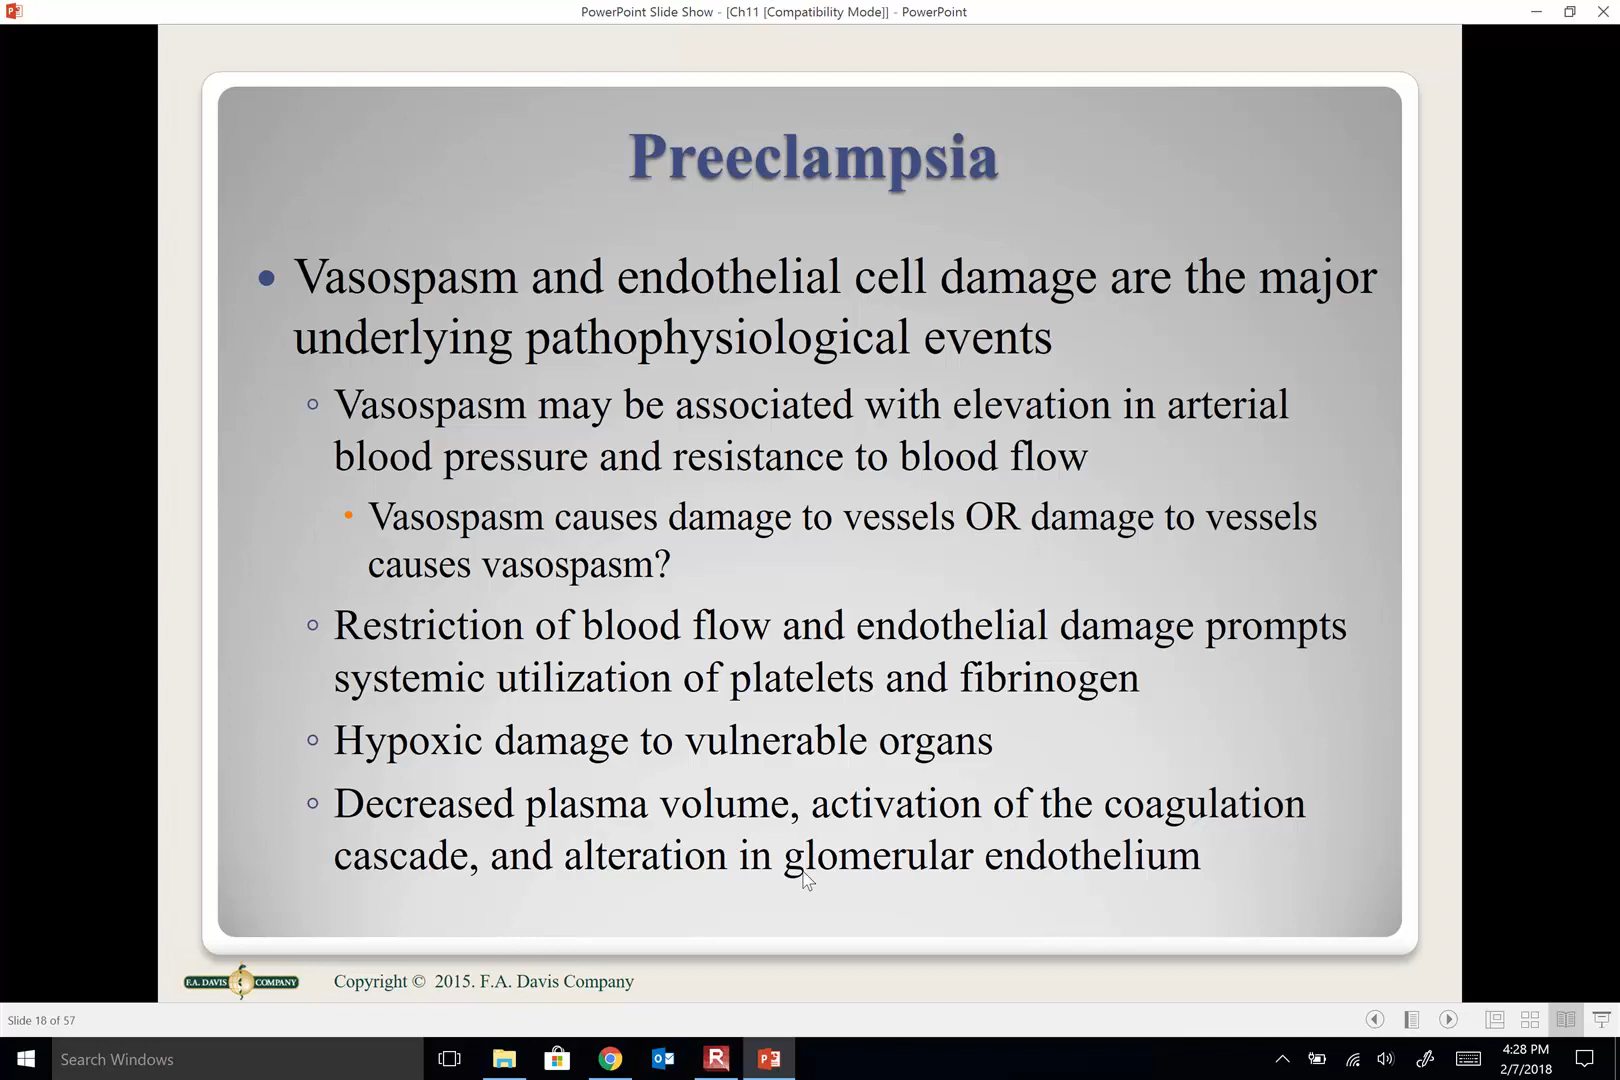 PowerPoint Slide Show - [Ch11 [Compatibility Mode]] - PowerPoint
Preeclampsia
• Vasospasm and endothelial cell damage are the major
underlying pathophysiological events
◦ Vasospasm may be associated with elevation in arterial
blood pressure and resistance to blood flow
• Vasospasm causes damage to vessels OR damage to vessels
causes vasospasm?
◦ Restriction of blood flow and endothelial damage prompts
systemic utilization of platelets and fibrinogen
◦ Hypoxic damage to vulnerable organs
◦ Decreased plasma volume, activation of the coagulation
cascade, and alteration in glomerular endothelium
F.A. DAVIS COMPANY
Copyright © 2015. F.A. Davis Company
Slide 18 of 57
Search Windows
4:28 PM
2/7/2018